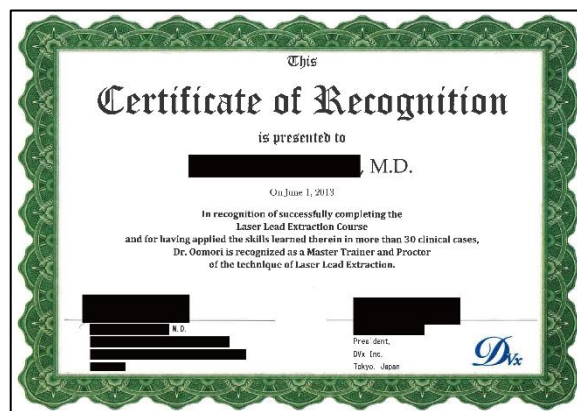 This
Certificate of Recognition
is presented to
, M.D.
On June 1, 2013
In recognition of successfully completing the
Laser Lead Extraction Course
and for having applied the skills learned therein in more than 30 clinical cases,
Dr. Oomori is recognized as a Master Trainer and Proctor
of the technique of Laser Lead Extraction.
M.D.
President,
DVx Inc.
Tokyo, Japan
DVx